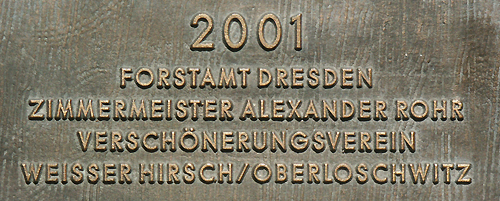 2001
FORSTAMT DRESDEN
ZIMMERMEISTER ALEXANDER ROHR
VERSCHÖNERUNGSVEREIN
WEISSER HIRSCH/OBERLOSCHWITZ